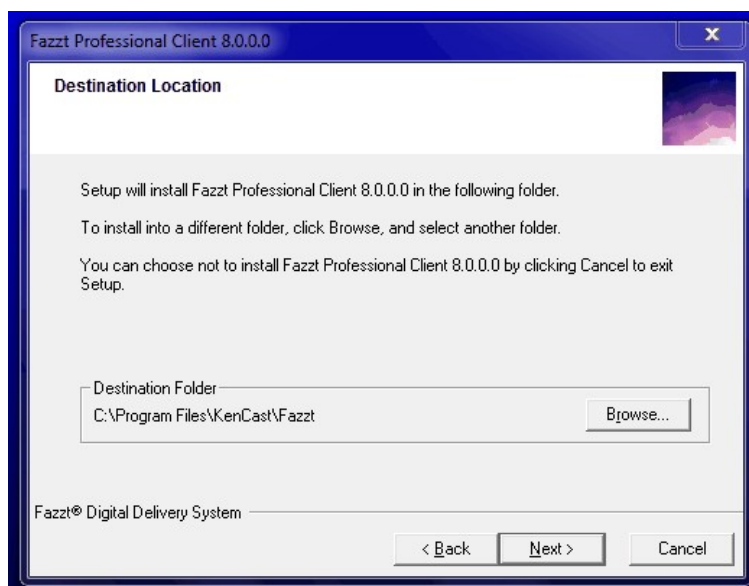 Fazzt Professional Client 8.0.0.0
X
Destination Location
Setup will install Fazzt Professional Client 8.0.0.0 in the following folder.
To install into a different folder, click Browse, and select another folder.
You can choose not to install Fazzt Professional Client 8.0.0.0 by clicking Cancel to exit
Setup.
Destination Folder
C:\Program Files\KenCast\Fazzt
Browse...
Fazzt® Digital Delivery System
< Back
Next >
Cancel